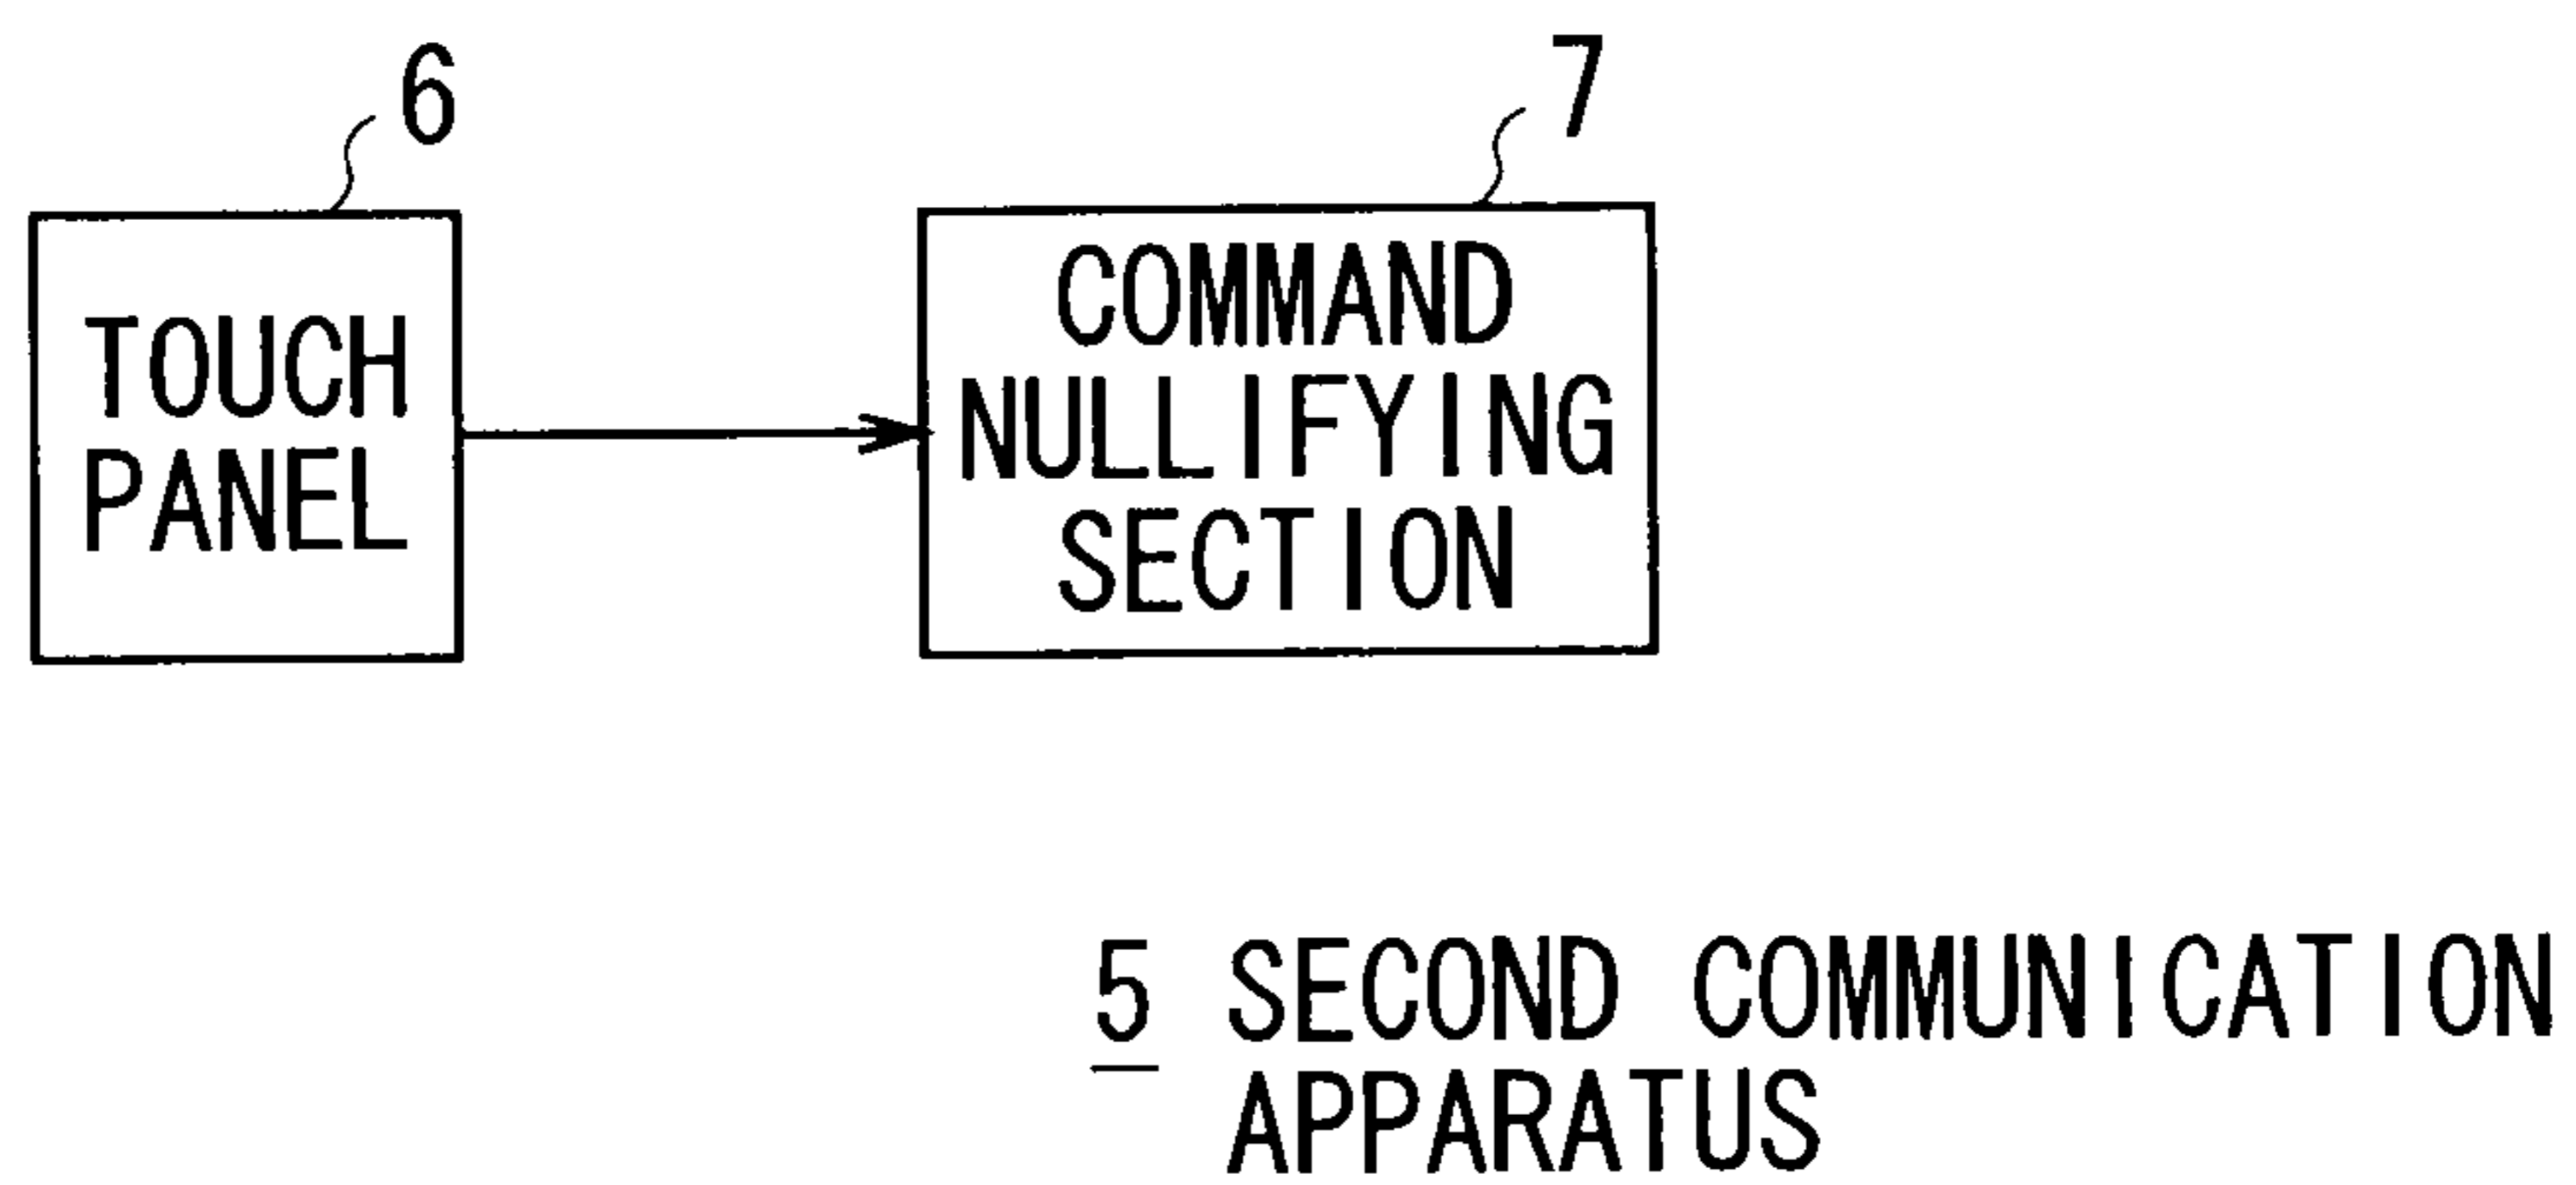 6
7
TOUCH
PANEL
COMMAND
NULLIFYING
SECTION
5 SECOND COMMUNICATION
APPARATUS